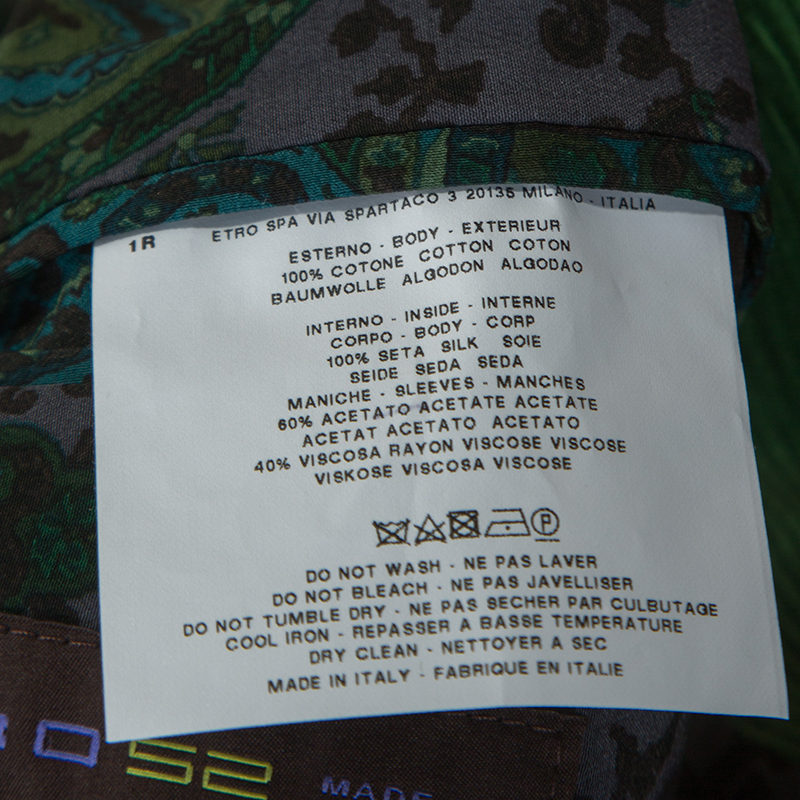 1R
ETRO SPA VIA SPARTACO 3 20135 MILANO - ITALIA
ESTERNO - BODY - EXTERIEUR
100% COTONE COTTON COTON
BAUMWOLLE ALGODON ALGODAO
INTERNO - INSIDE - INTERNE
CORPO - BODY - CORP
100% SETA SILK SOIE
SEIDE SEDA SEDA
MANICHE - SLEEVES - MANCHES
60% ACETATO ACETATE ACETATE
ACETAT ACETATO ACETATO
40% VISCOSA RAYON VISCOSE VISCOSE
VISKOSE VISCOSA VISCOSE
P
DO NOT WASH - NE PAS LAVER
DO NOT BLEACH - NE PAS JAVELLISER
DO NOT TUMBLE DRY - NE PAS SECHER PAR CULBUTAGE
COOL IRON - REPASSER A BASSE TEMPERATURE
DRY CLEAN - NETTOYER A SEC
MADE IN ITALY - FABRIQUE EN ITALIE
O 52
MADE